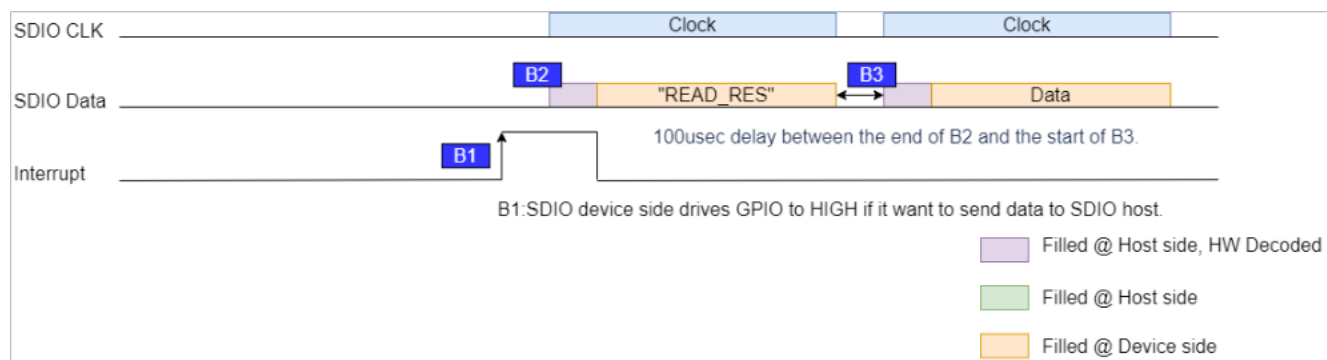 SDIO CLK
Clock
Clock
B2
B3
SDIO Data
"READ_RES"
Data
100usec delay between the end of B2 and the start of B3.
B1
Interrupt
B1:SDIO device side drives GPIO to HIGH if it want to send data to SDIO host.
Filled @ Host side, HW Decoded
Filled @ Host side
Filled @ Device side